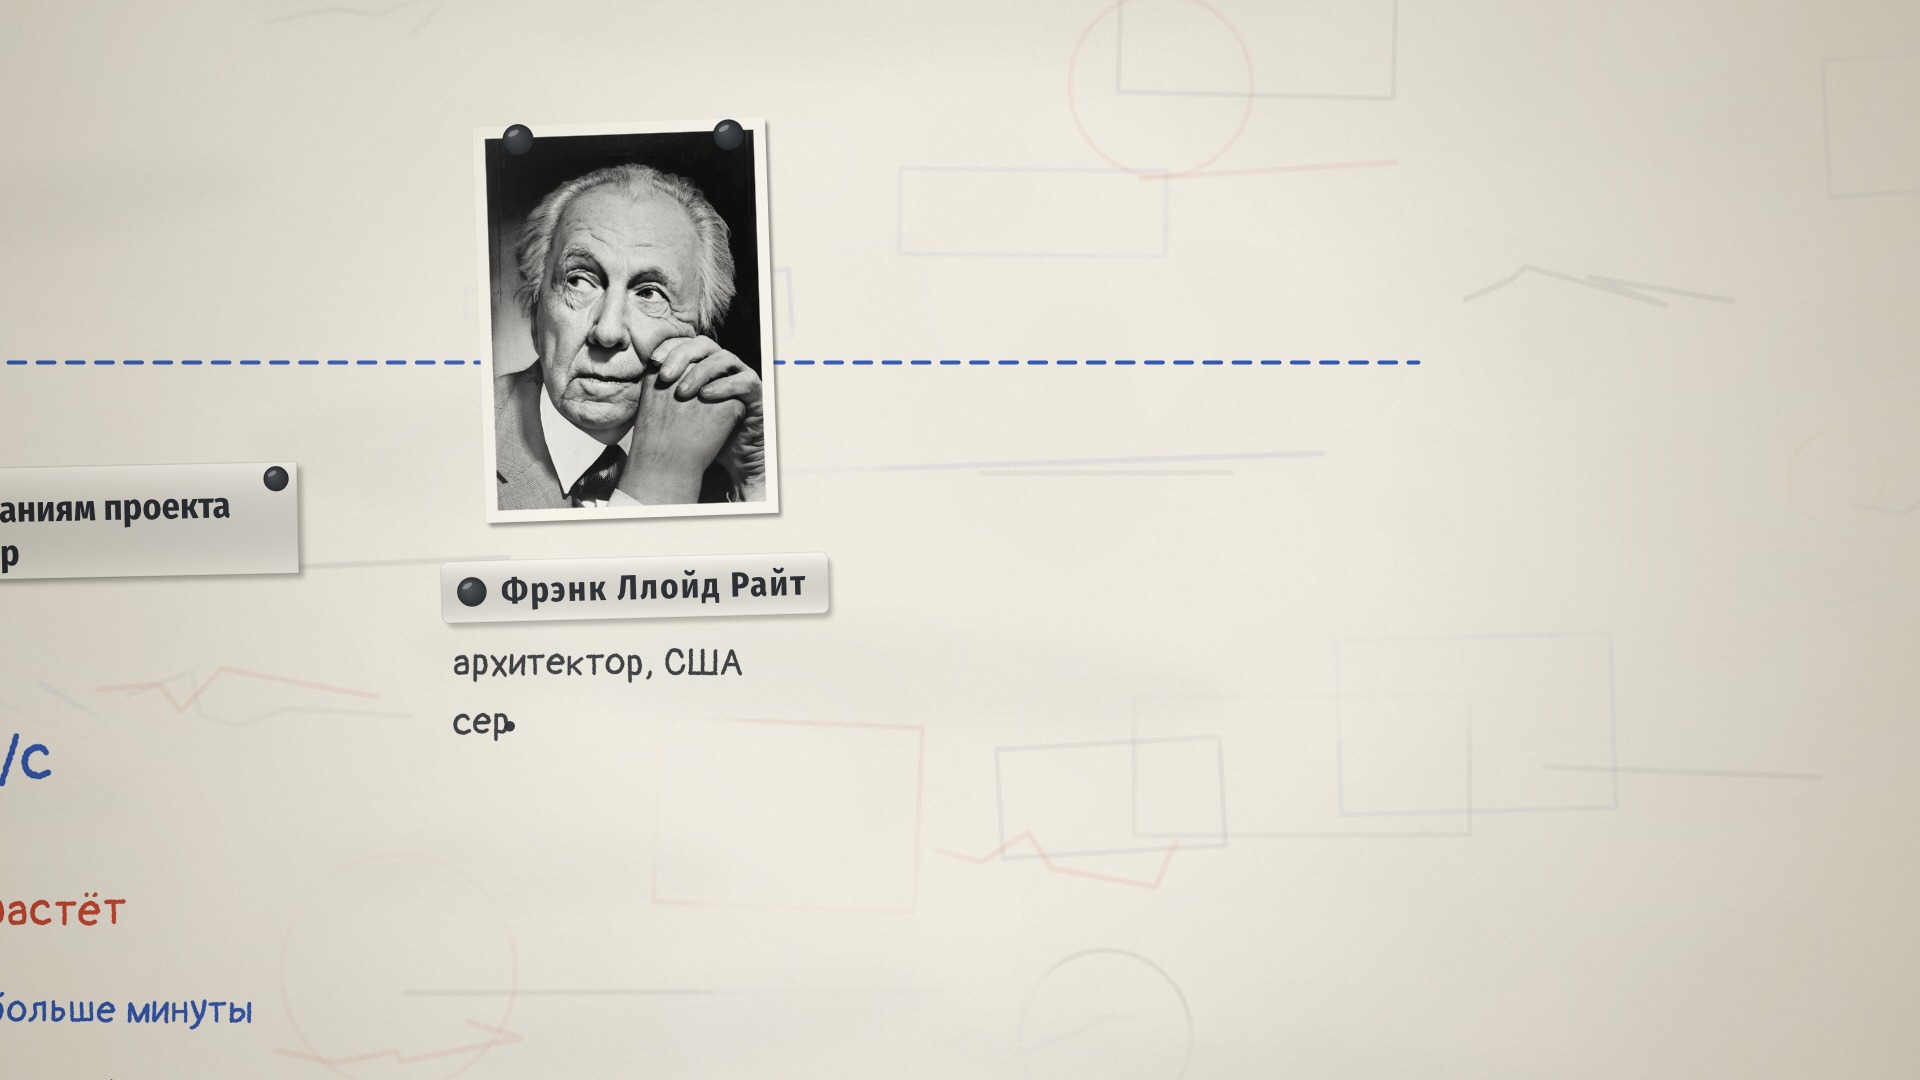 аниям проекта
р
Фрэнк Ллойд Райт
архитектор, США
сер
/с
растёт
больше минуты